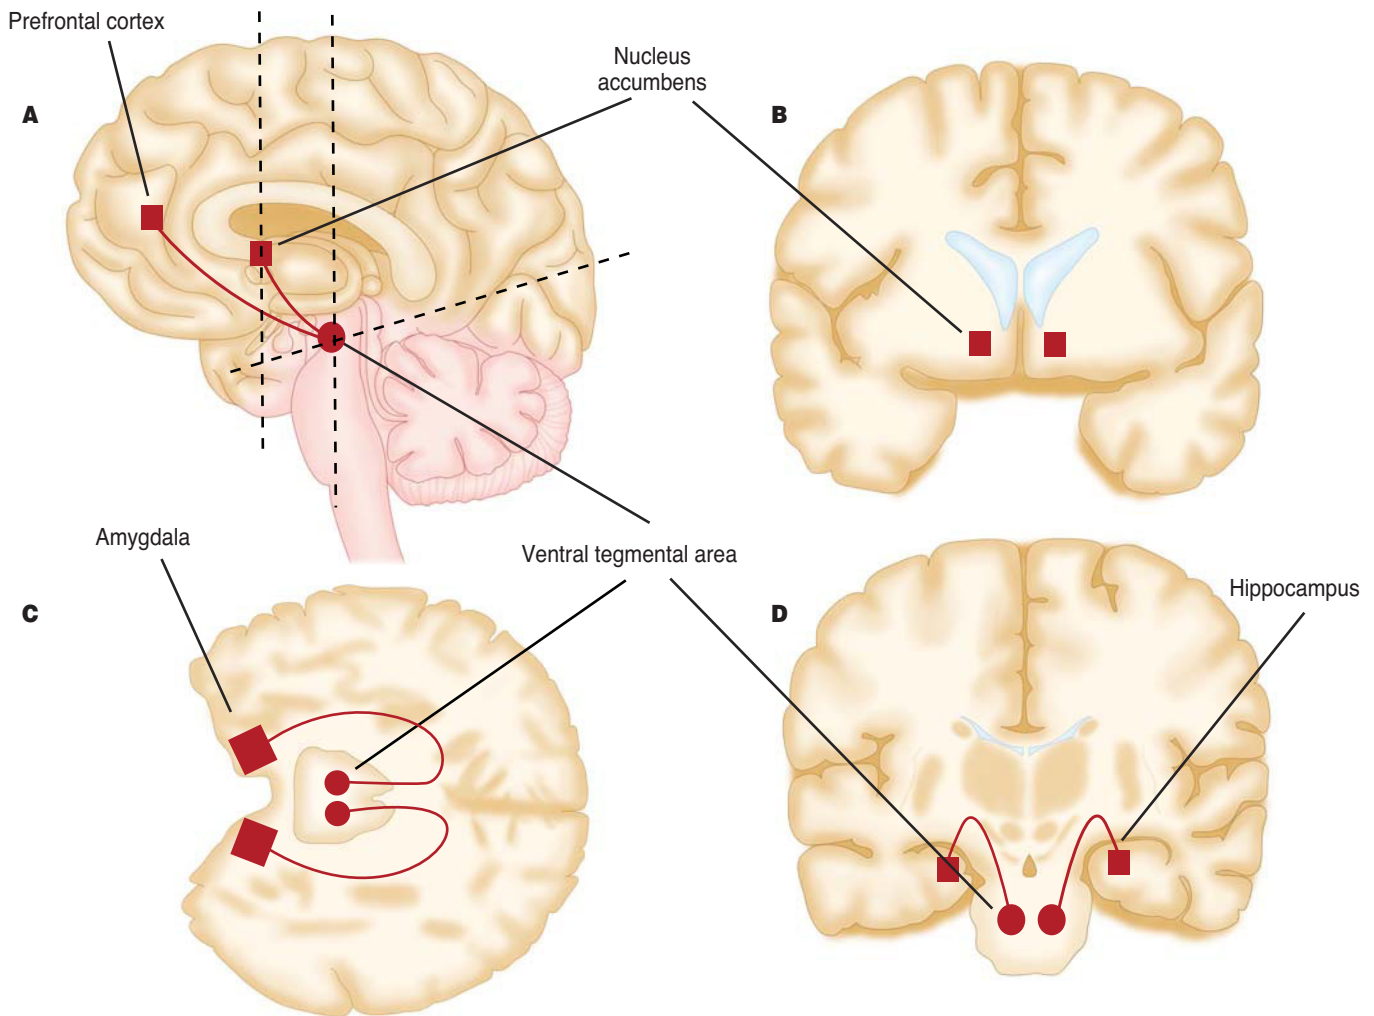 Prefrontal cortex
Nucleus
accumbens
A
B
Amygdala
Ventral tegmental area
Hippocampus
C
D